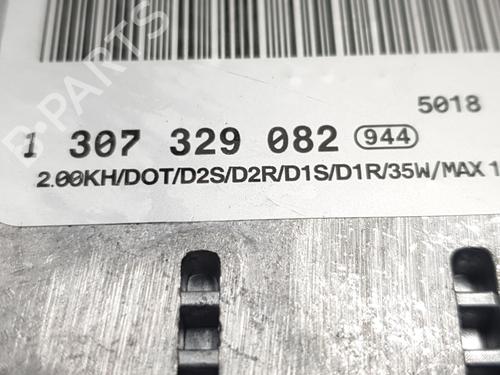 B-PARTS
5018
1 307 329 082 944
2.00KH/DOT/D2S/D2R/D1S/D1R/35W/MAX 1